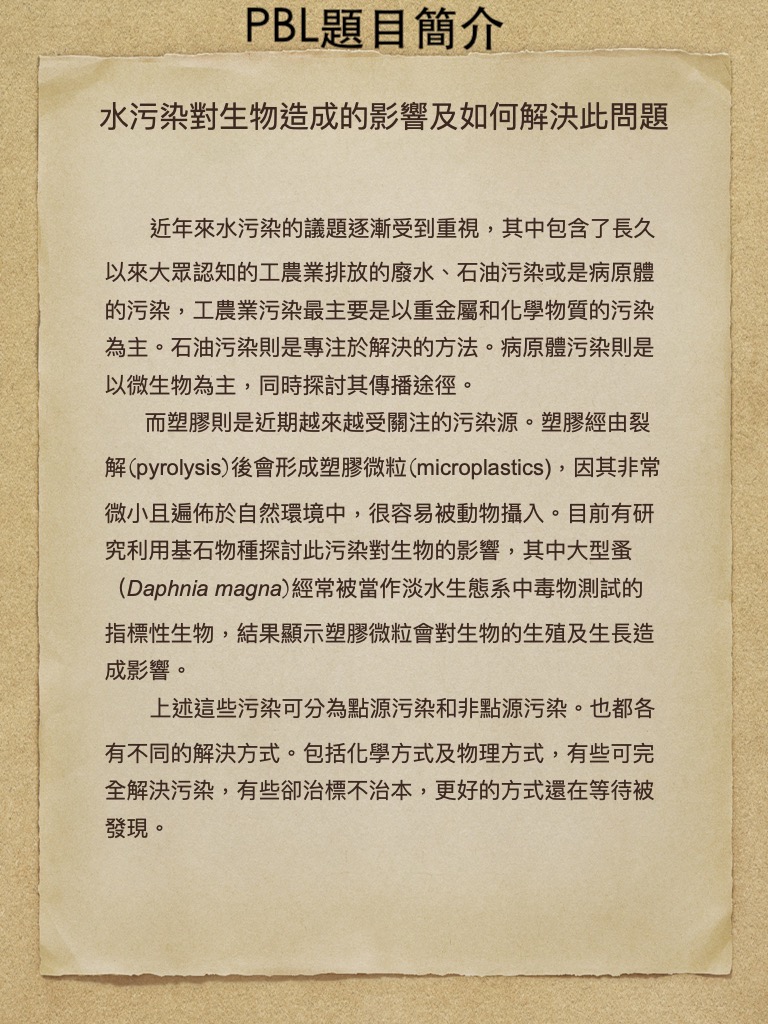 PBL題目簡介
水污染對生物造成的影響及如何解決此問題
近年來水污染的議題逐漸受到重視，其中包含了長久
以來大眾認知的工農業排放的廢水、石油污染或是病原體
的污染，工農業污染最主要是以重金屬和化學物質的污染
為主。石油污染則是專注於解決的方法。病原體污染則是
以微生物為主，同時探討其傳播途徑。
而塑膠則是近期越來越受關注的污染源。塑膠經由裂
解(pyrolysis)後會形成塑膠微粒(microplastics)，因其非常
微小且遍佈於自然環境中，很容易被動物攝入。目前有研
究利用基石物種探討此污染對生物的影響，其中大型蚤
（Daphnia magna)經常被當作淡水生態系中毒物測試的
指標性生物，結果顯示塑膠微粒會對生物的生殖及生長造
成影響。
上述這些污染可分為點源污染和非點源污染。也都各
有不同的解決方式。包括化學方式及物理方式，有些可完
全解決污染，有些卻治標不治本，更好的方式還在等待被
發現。